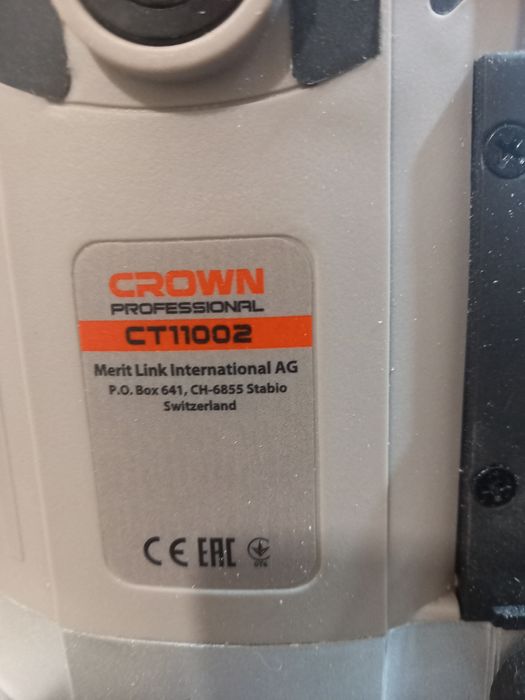 CROWN
PROFESSIONAL
CT11002
Merit Link International AG
P.O. Box 641, CH-6855 Stabio
Switzerland
CE EAC